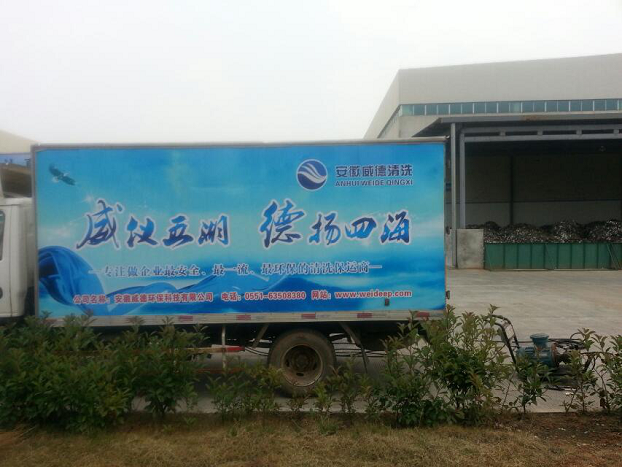 安徽威德清洗
ANHUI WEIDE QINGXI
威仪五湖 德扬四海
—专注做企业最安全、最一流、最环保的清洗保运商—
公司名称：安徽威德环保科技有限公司 电话：0551-63508380 网站：www.weideep.com